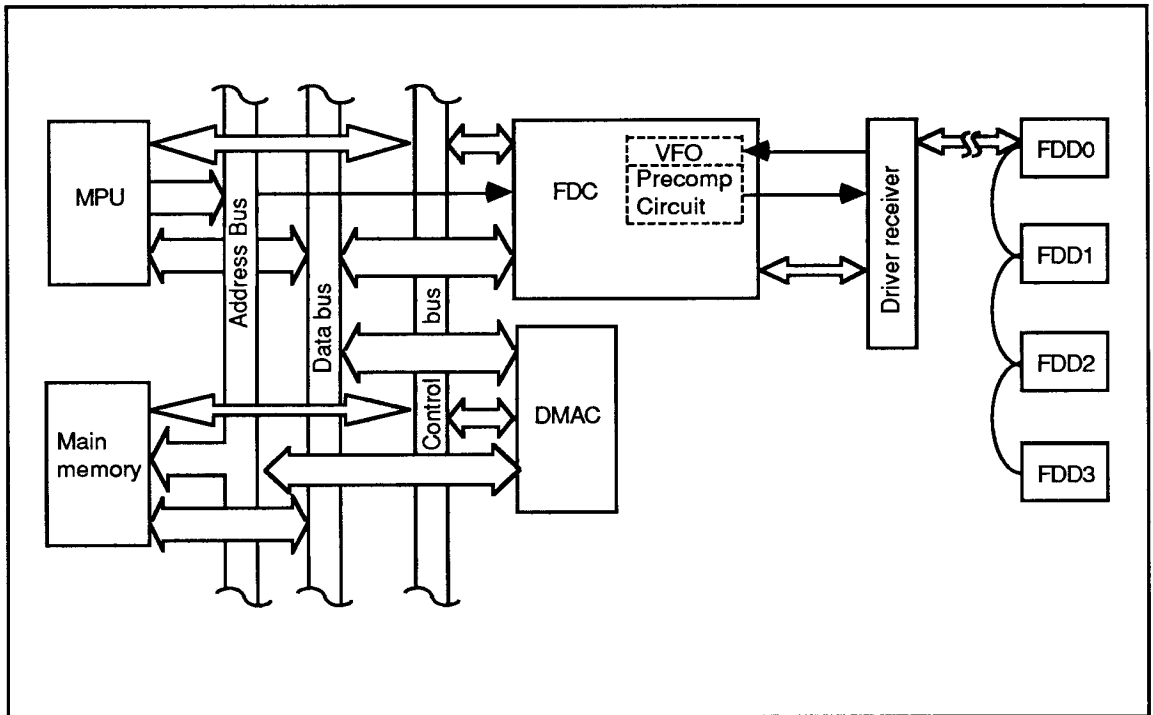 MPU
Address Bus
Data bus
Control bus
FDC
VFO
Precomp
Circuit
Driver receiver
FDD0
FDD1
FDD2
FDD3
DMAC
Main
memory